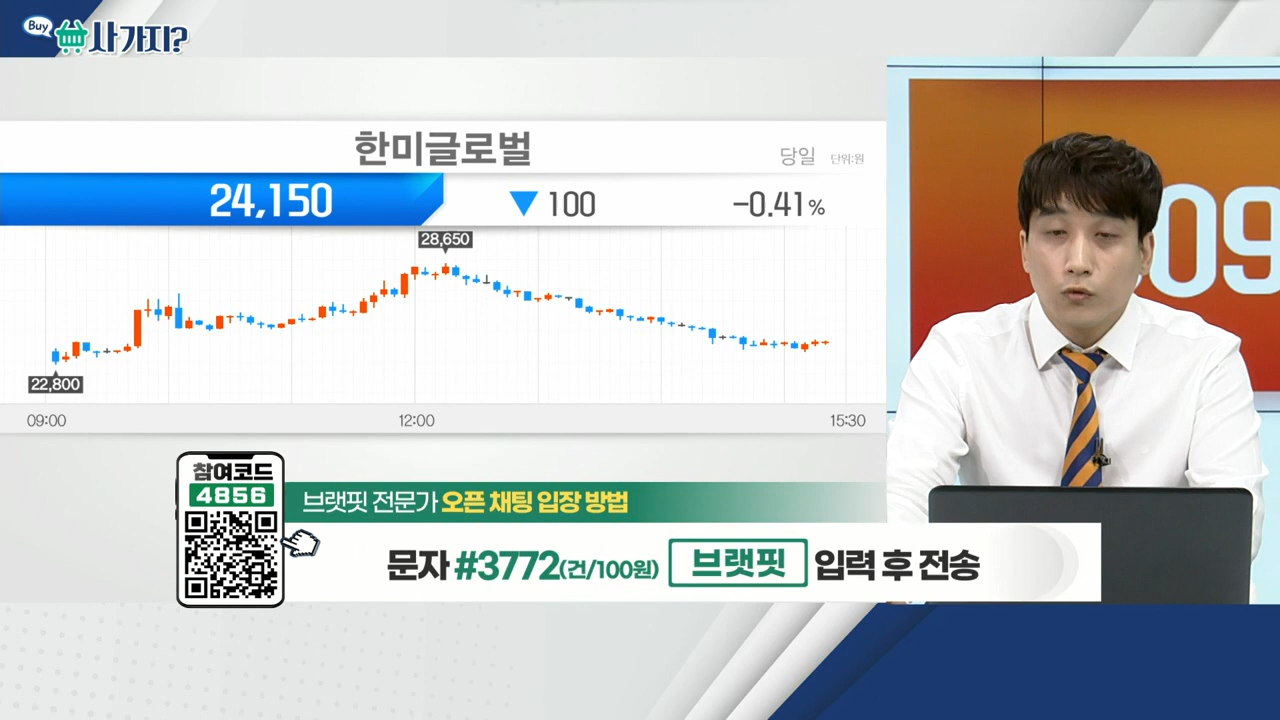 Buy
사가지?
한미글로벌
당일 단위:원
24,150 ▼ 100 -0.41%
28,650
22,800
09:00 12:00 15:30
09
참여코드
4856
브랫핏 전문가 오픈 채팅 입장 방법
문자 #3772(건/100원) 브랫핏 입력 후 전송